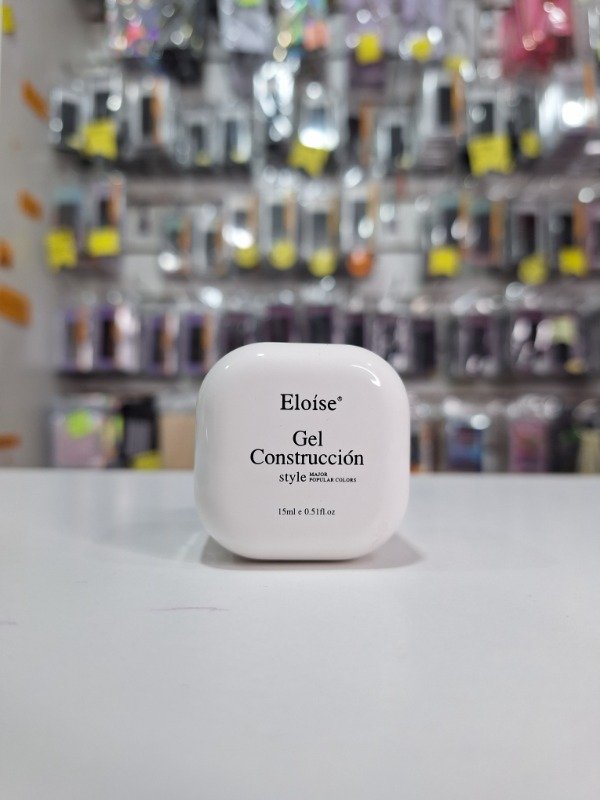 Eloíse®
Gel
Construcción
style MAJOR
POPULAR COLORS
15ml e 0.51fl.oz